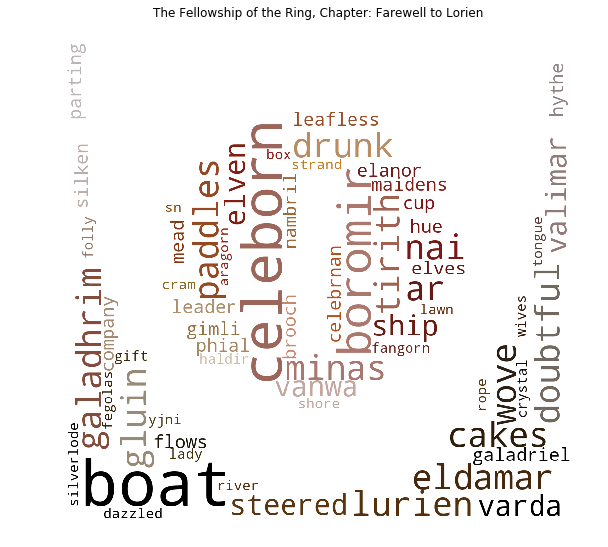 The Fellowship of the Ring, Chapter: Farewell to Lorien
parting
hythe
leafless
drunk
box
strand
celeborn
elven
nambril
boromir
elanor
maidens
tirith
cup
silken
valimar
paddles
sn
mead
aragorn
hue
nai
elves
folly
tongue
cram
ar
celebrnan
leader
lawn
ship
gimli
phial
haldir
brooch
fangorn
galadhrim
company
doubtful
wives
minas
vanwa
shore
gift
fegolas
gluin
wove
crystal
rope
yjni
flows
lady
cakes
galadriel
silverlode
boat
river
eldamar
dazzled
steered
lurien
varda